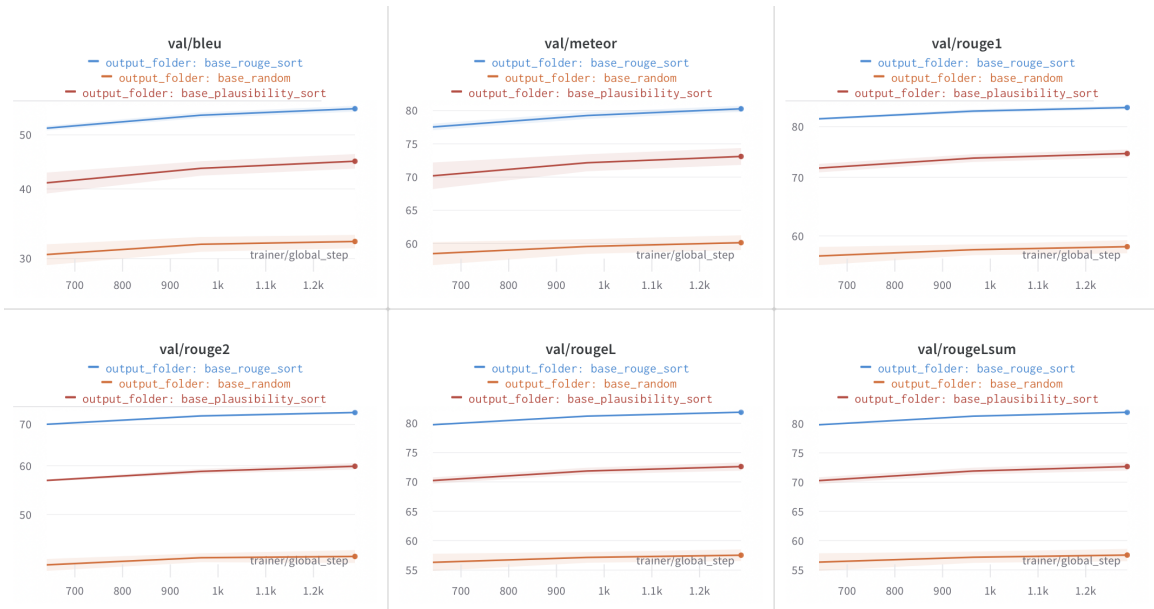 val/bleu
output_folder: base_rouge_sort
output_folder: base_random
output_folder: base_plausibility_sort
50
40
30
trainer/global_step
700 800 900 1k 1.1k 1.2k
val/meteor
output_folder: base_rouge_sort
output_folder: base_random
output_folder: base_plausibility_sort
80
75
70
65
60
trainer/global_step
700 800 900 1k 1.1k 1.2k
val/rouge1
output_folder: base_rouge_sort
output_folder: base_random
output_folder: base_plausibility_sort
80
70
60
trainer/global_step
700 800 900 1k 1.1k 1.2k
val/rouge2
output_folder: base_rouge_sort
output_folder: base_random
output_folder: base_plausibility_sort
70
60
50
trainer/global_step
700 800 900 1k 1.1k 1.2k
val/rougeL
output_folder: base_rouge_sort
output_folder: base_random
output_folder: base_plausibility_sort
80
75
70
65
60
55
trainer/global_step
700 800 900 1k 1.1k 1.2k
val/rougeLsum
output_folder: base_rouge_sort
output_folder: base_random
output_folder: base_plausibility_sort
80
75
70
65
60
55
trainer/global_step
700 800 900 1k 1.1k 1.2k